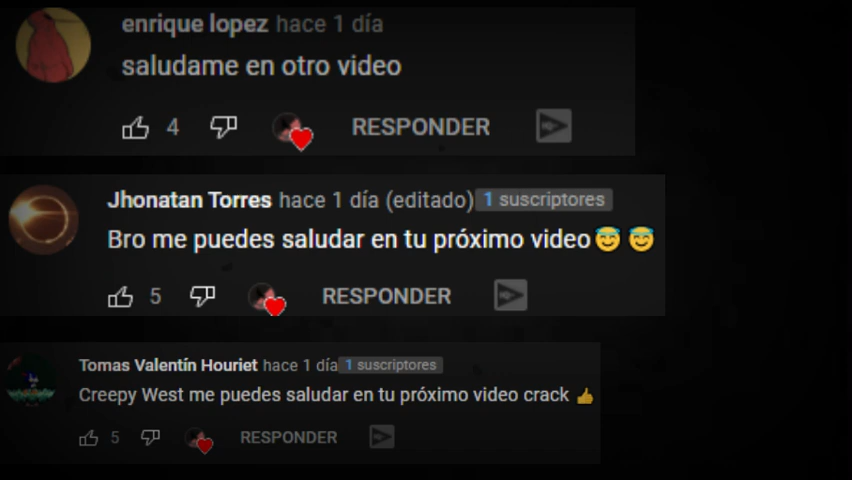 enrique lopez hace 1 día
saludame en otro video
4 RESPONDER
Jhonatan Torres hace 1 día (editado) 1 suscriptores
Bro me puedes saludar en tu próximo video😇 😇
5 RESPONDER
Tomas Valentín Houriet hace 1 día 1 suscriptores
Creepy West me puedes saludar en tu próximo video crack 👍
5 RESPONDER